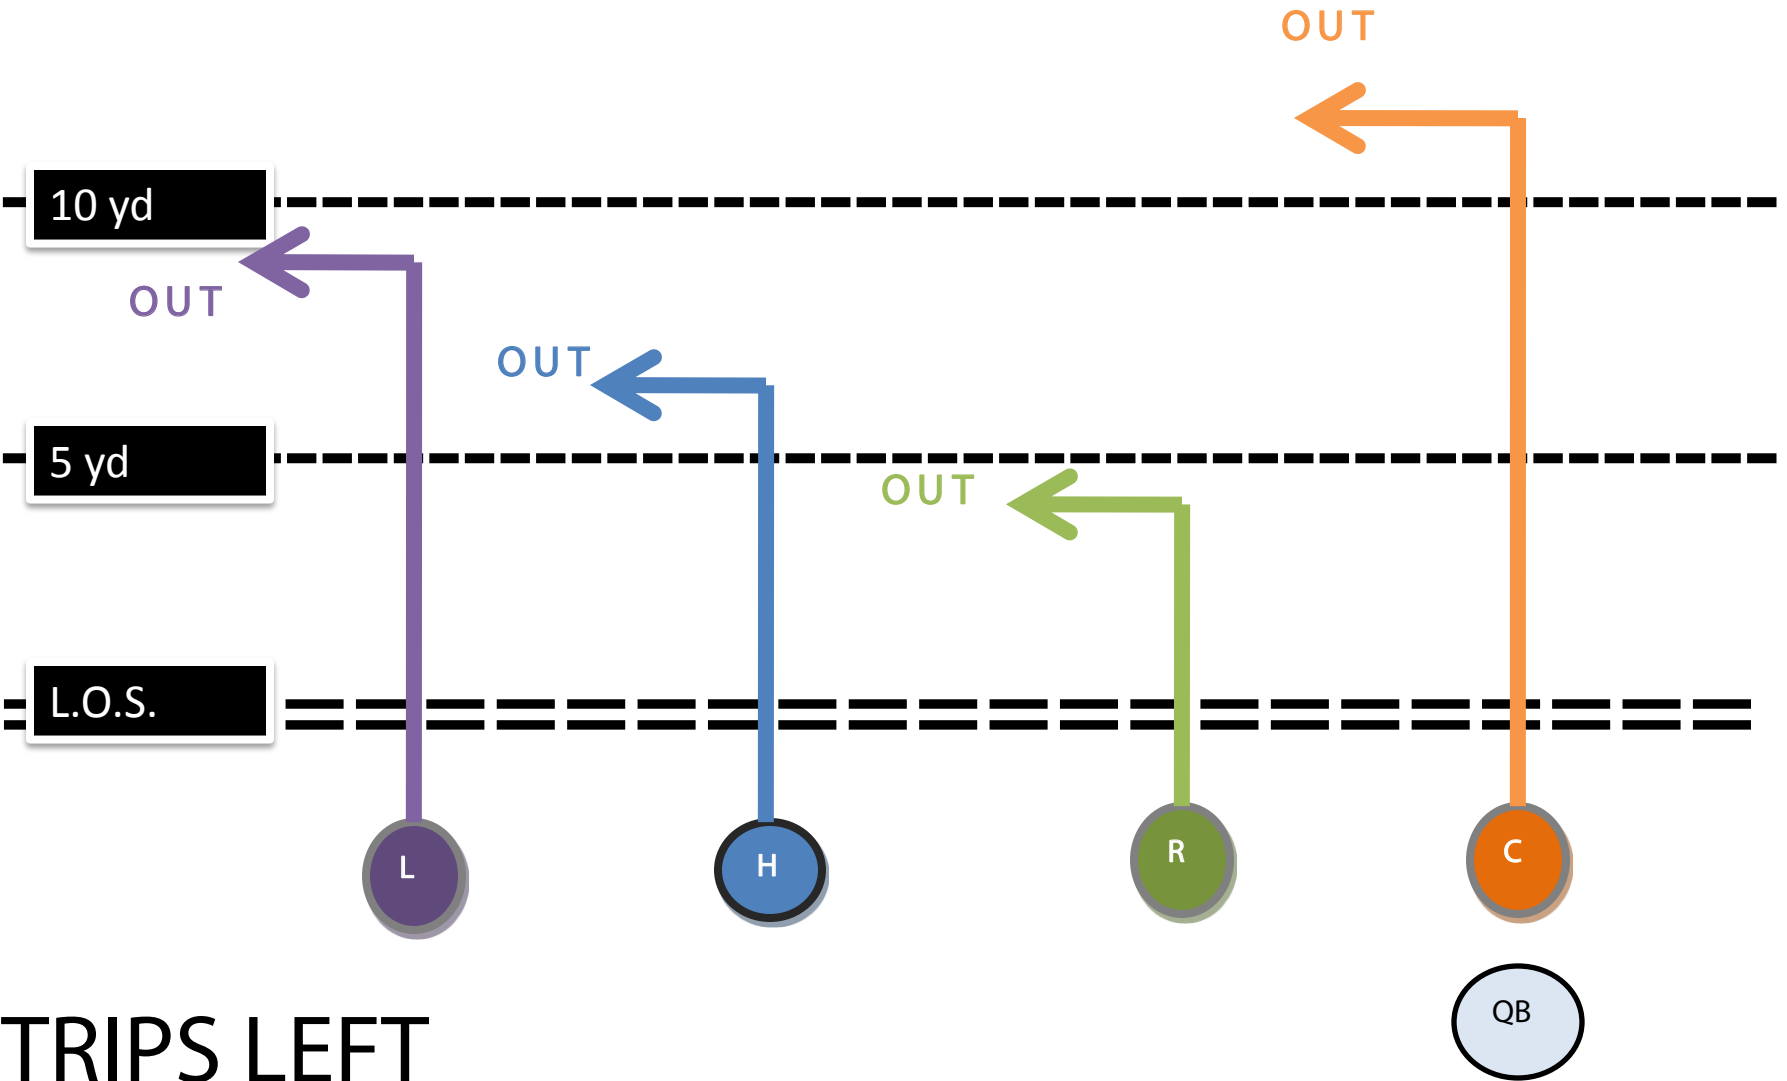 OUT
10 yd
OUT
OUT
5 yd
OUT
L.O.S.
L
H
R
C
QB
TRIPS LEFT